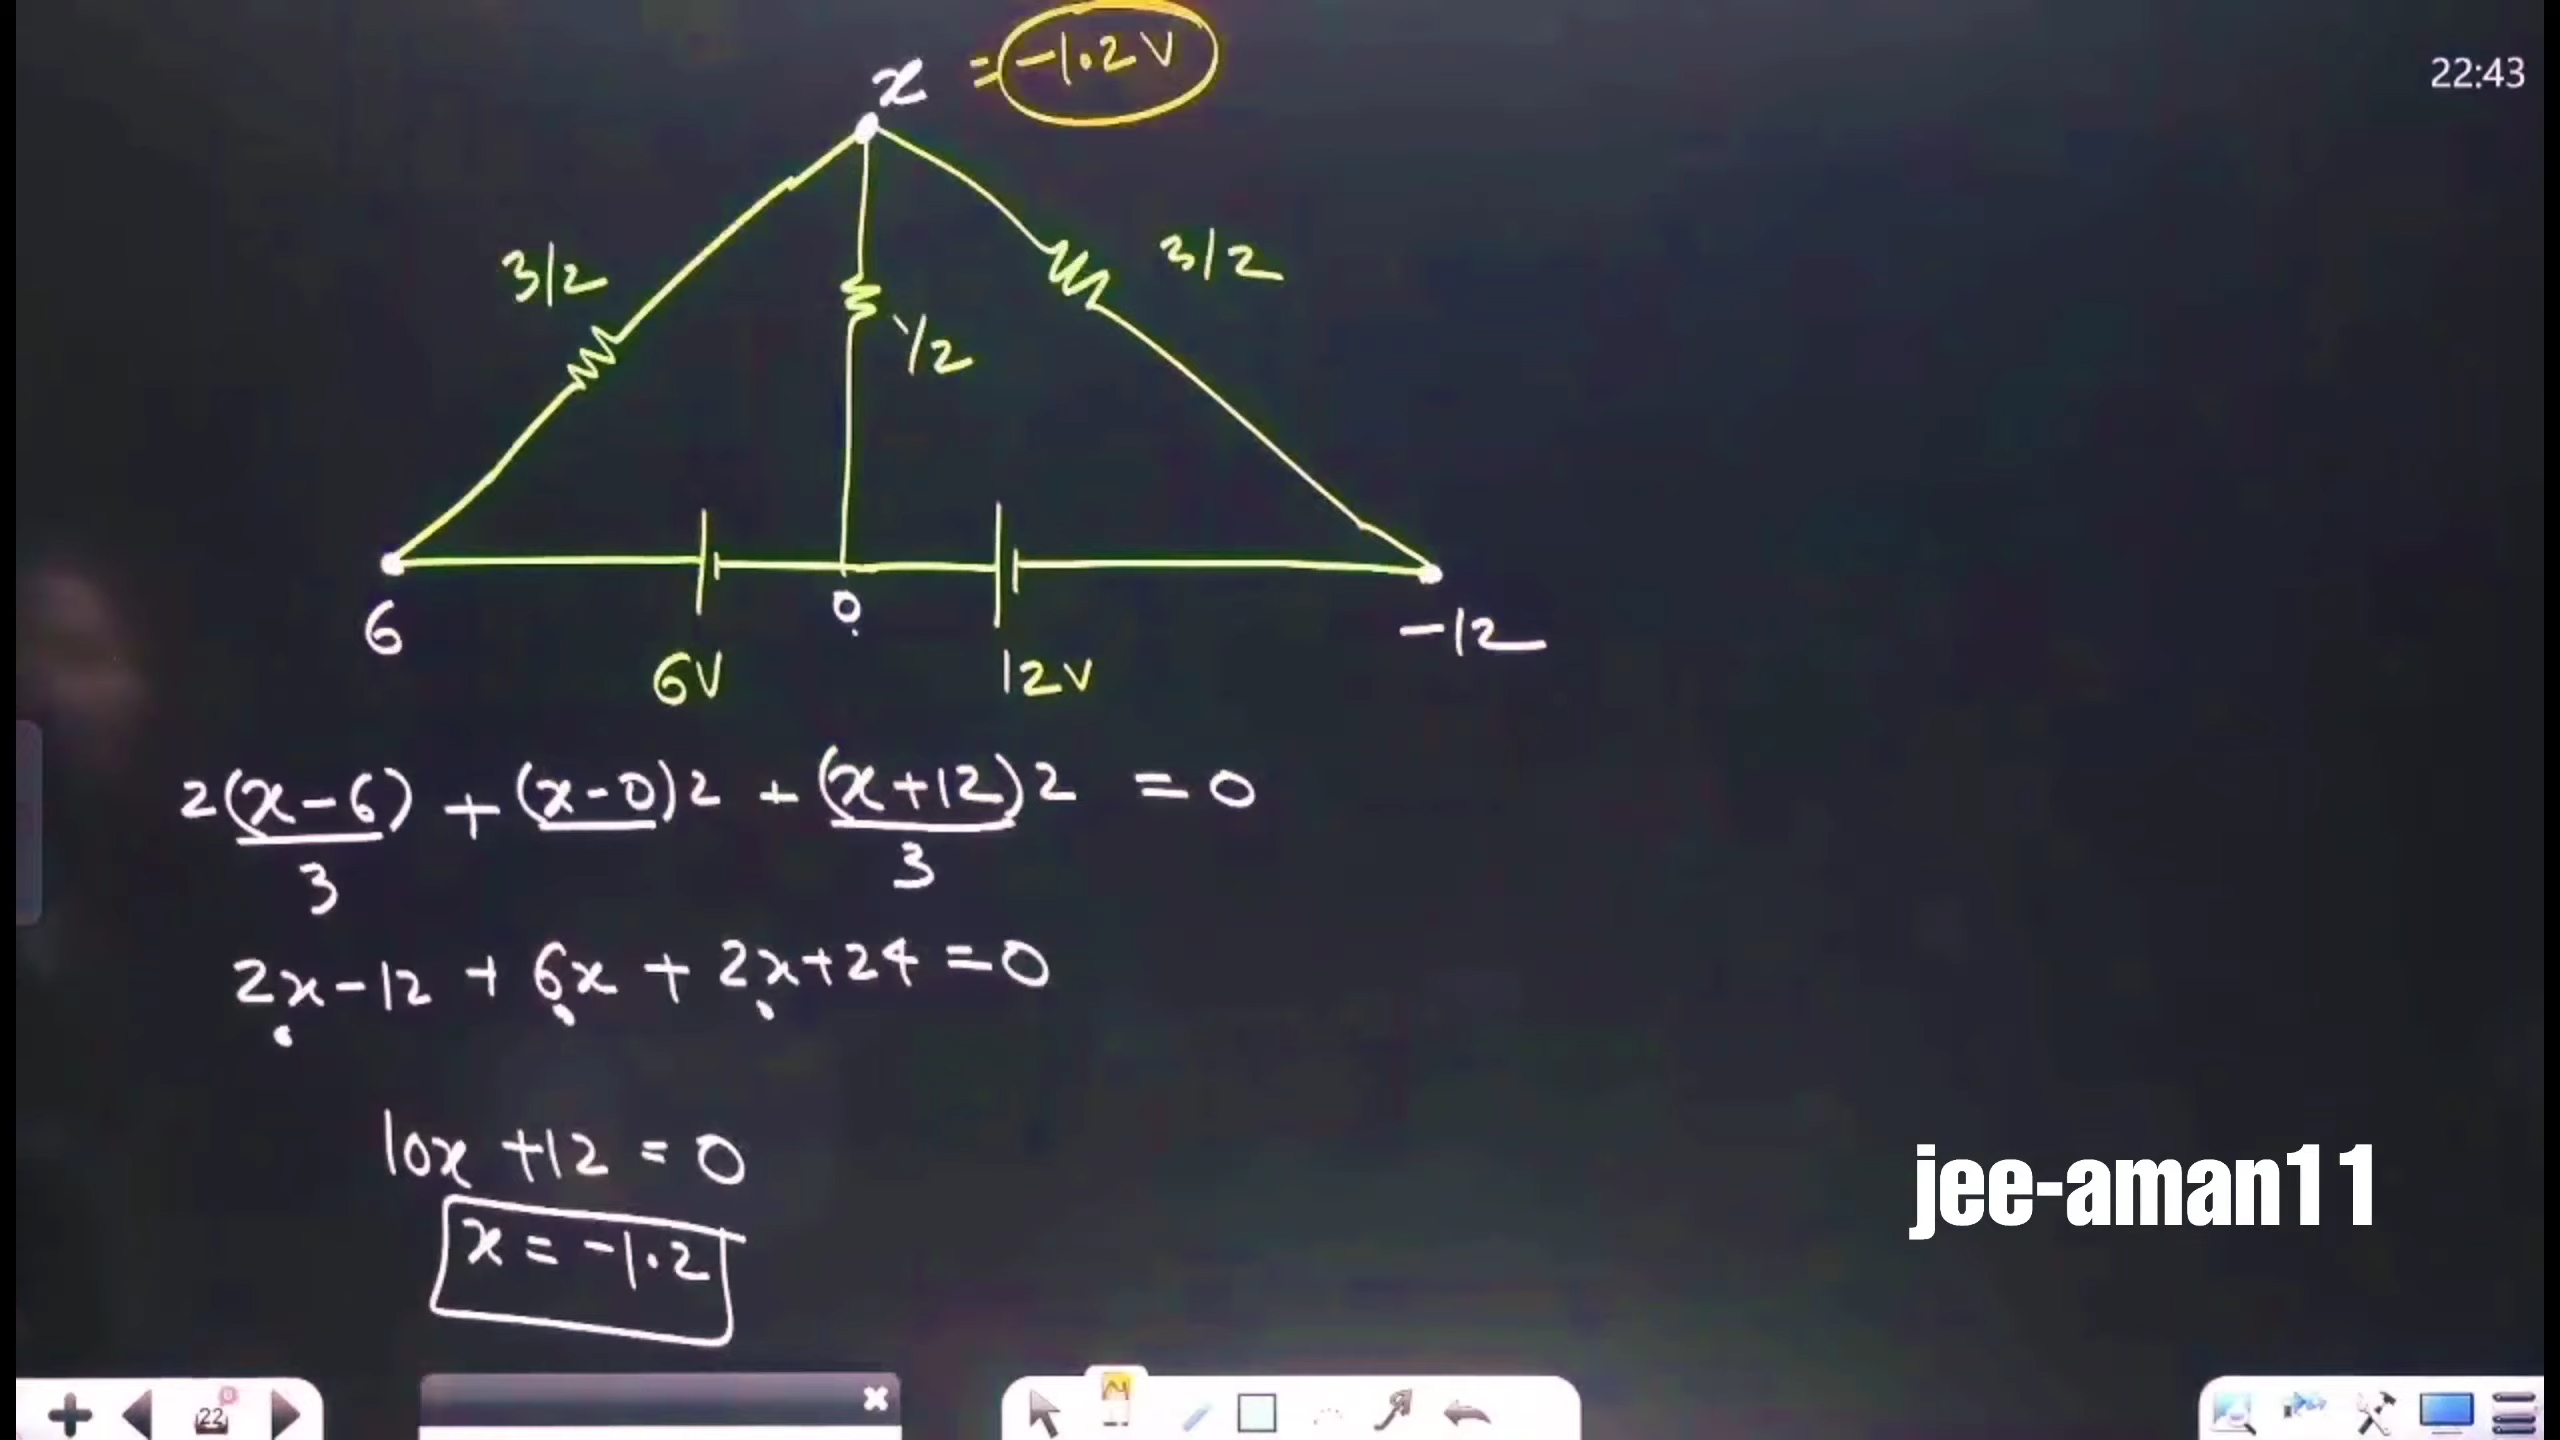 x = -1.2V
22:43
3/2
1/2
3/2
6
0
-12
6V
12V
2(x-6)/3 + (x-0)2 + (x+12)2/3 = 0
2x-12 + 6x + 2x+24 = 0
10x +12 = 0
x = -1.2
jee-aman11
22